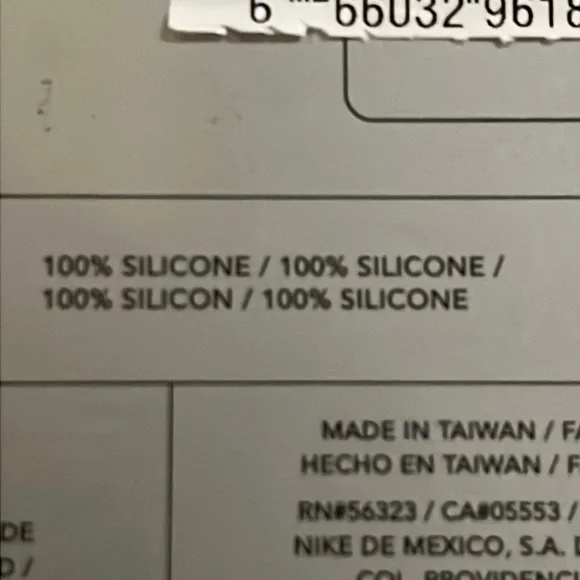 6 66032 9618
100% SILICONE / 100% SILICONE /
100% SILICON / 100% SILICONE
MADE IN TAIWAN /
HECHO EN TAIWAN /
RN#56323 / CA#05553 /
DE
NIKE DE MEXICO, S.A.
/
COL.